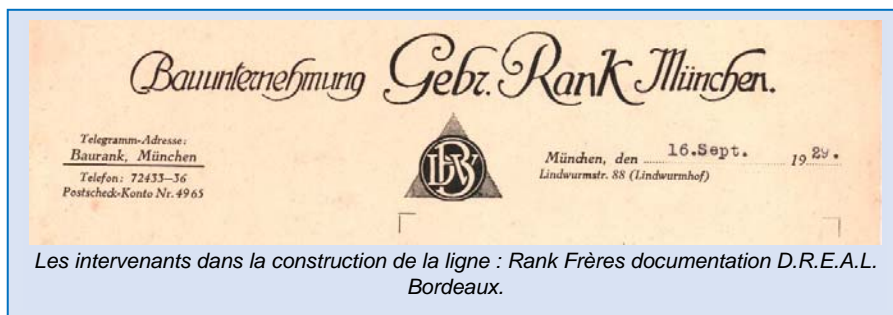 Bauunternehmung Gebr. Rank München.
Telegramm-Adresse:
Baurank, München
Telefon: 72433—36
Postscheck-Konto Nr. 4965
München, den 16.Sept. 1929.
Lindwurmstr. 88 (Lindwurmhof)
Les intervenants dans la construction de la ligne : Rank Frères documentation D.R.E.A.L.
Bordeaux.